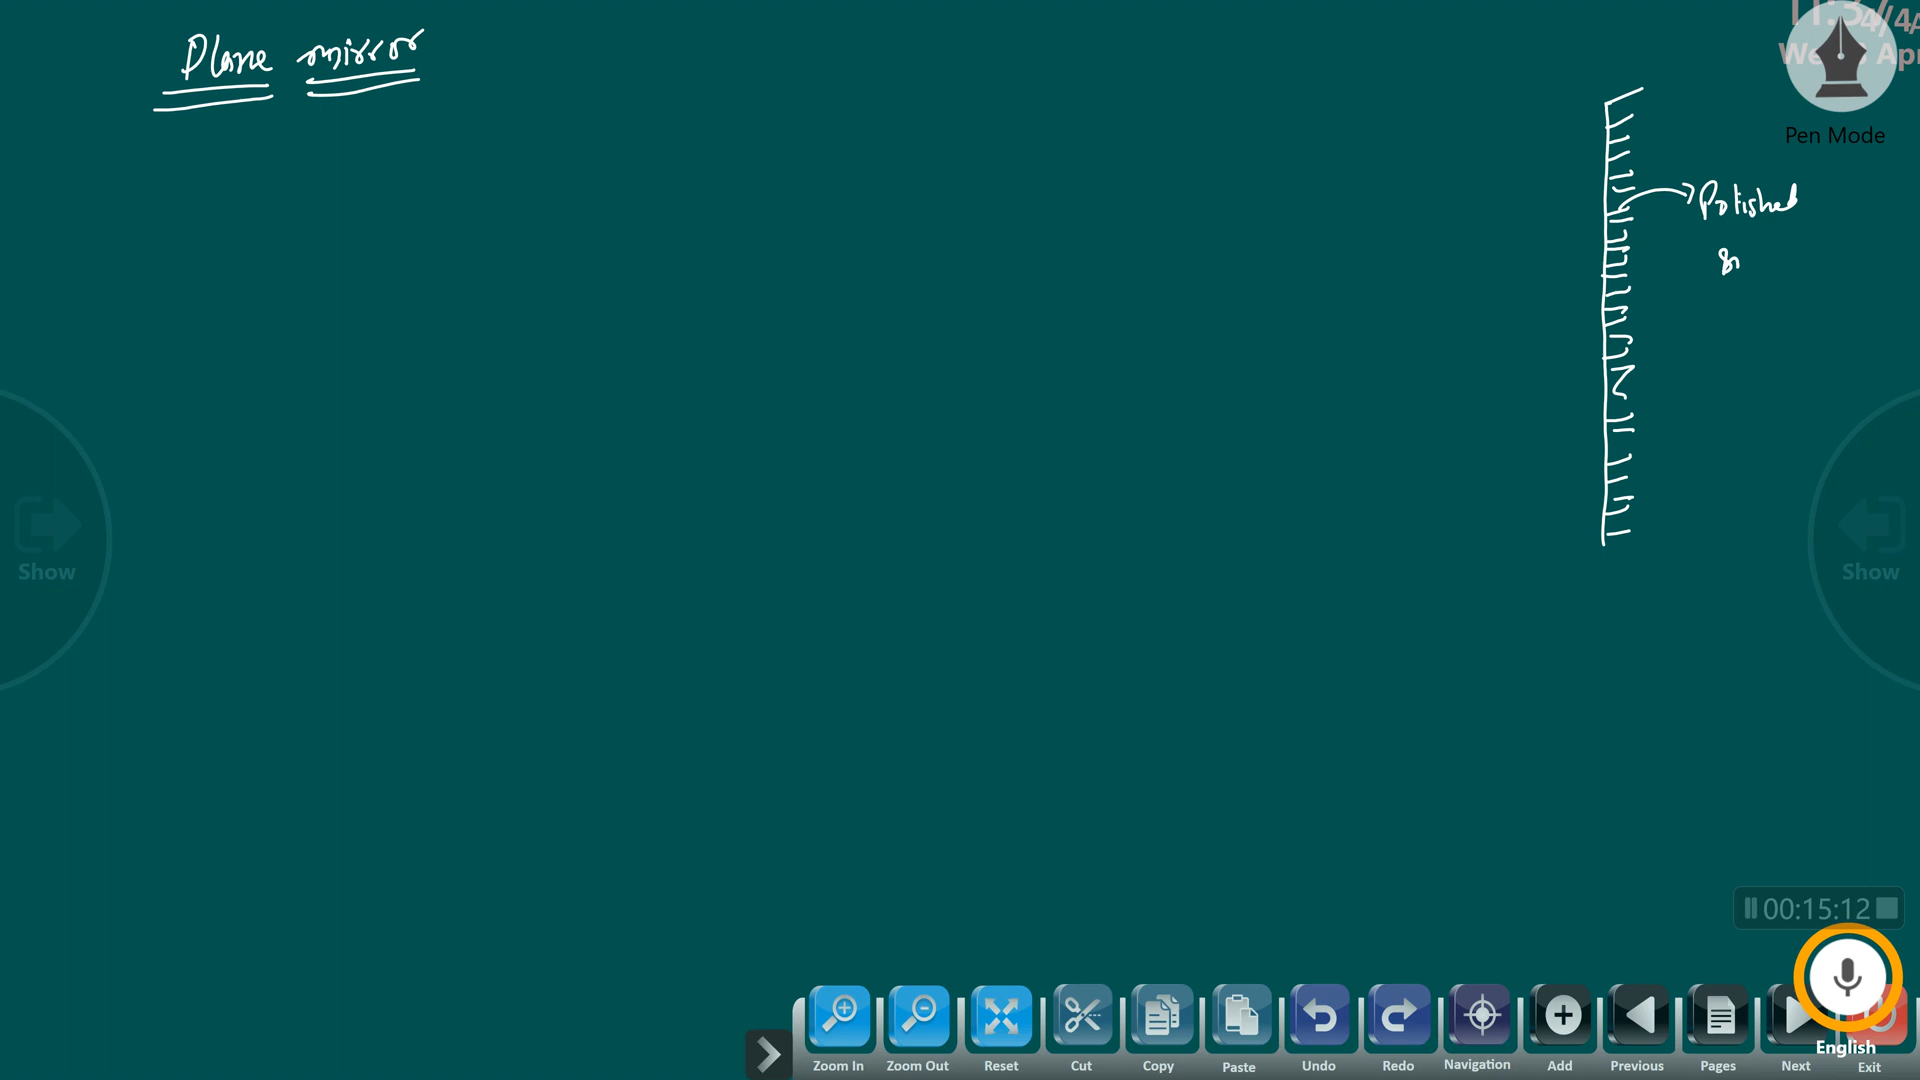 Plane mirror
Polished
Pen Mode
Show
Show
00:15:12
Zoom In
Zoom Out
Reset
Cut
Copy
Paste
Undo
Redo
Navigation
Add
Previous
Pages
Next
Exit
English